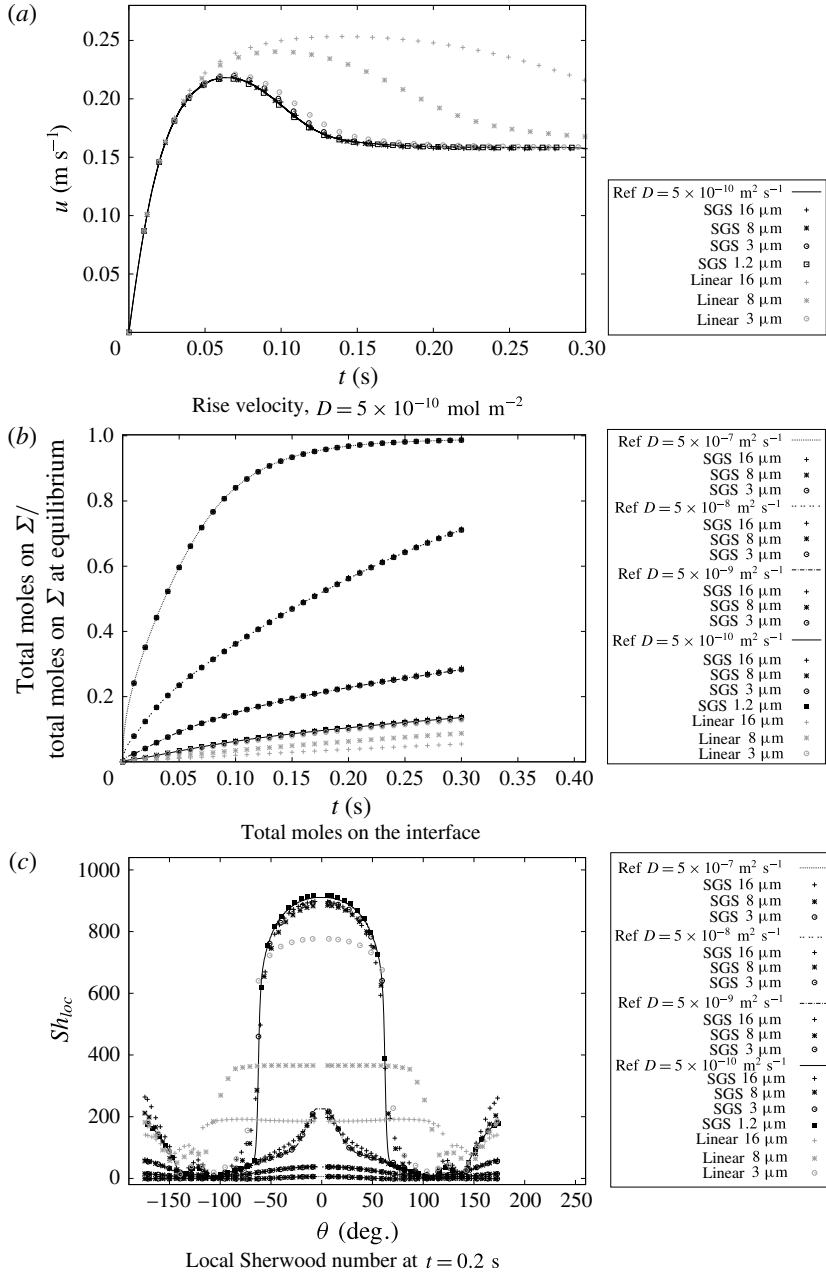 (a)
0.25
0.20
0.15
0.10
0.05
u (m s⁻¹)
0 0.05 0.10 0.15 0.20 0.25 0.30
t (s)
Rise velocity, D = 5 × 10⁻¹⁰ mol m⁻²
Ref D = 5 × 10⁻¹⁰ m² s⁻¹
SGS 16 μm
SGS 8 μm
SGS 3 μm
SGS 1.2 μm
Linear 16 μm
Linear 8 μm
Linear 3 μm
(b)
1.0
0.8
0.6
0.4
0.2
Total moles on Σ/
total moles on Σ at equilibrium
0 0.05 0.10 0.15 0.20 0.25 0.30 0.35 0.40
t (s)
Total moles on the interface
Ref D = 5 × 10⁻⁷ m² s⁻¹
SGS 16 μm
SGS 8 μm
SGS 3 μm
Ref D = 5 × 10⁻⁸ m² s⁻¹
SGS 16 μm
SGS 8 μm
SGS 3 μm
Ref D = 5 × 10⁻⁹ m² s⁻¹
SGS 16 μm
SGS 8 μm
SGS 3 μm
Ref D = 5 × 10⁻¹⁰ m² s⁻¹
SGS 16 μm
SGS 8 μm
SGS 3 μm
SGS 1.2 μm
Linear 16 μm
Linear 8 μm
Linear 3 μm
(c)
1000
800
600
400
200
0
Sh_loc
−150 −100 −50 0 50 100 150 200 250
θ (deg.)
Local Sherwood number at t = 0.2 s
Ref D = 5 × 10⁻⁷ m² s⁻¹
SGS 16 μm
SGS 8 μm
SGS 3 μm
Ref D = 5 × 10⁻⁸ m² s⁻¹
SGS 16 μm
SGS 8 μm
SGS 3 μm
Ref D = 5 × 10⁻⁹ m² s⁻¹
SGS 16 μm
SGS 8 μm
SGS 3 μm
Ref D = 5 × 10⁻¹⁰ m² s⁻¹
SGS 16 μm
SGS 8 μm
SGS 3 μm
SGS 1.2 μm
Linear 16 μm
Linear 8 μm
Linear 3 μm